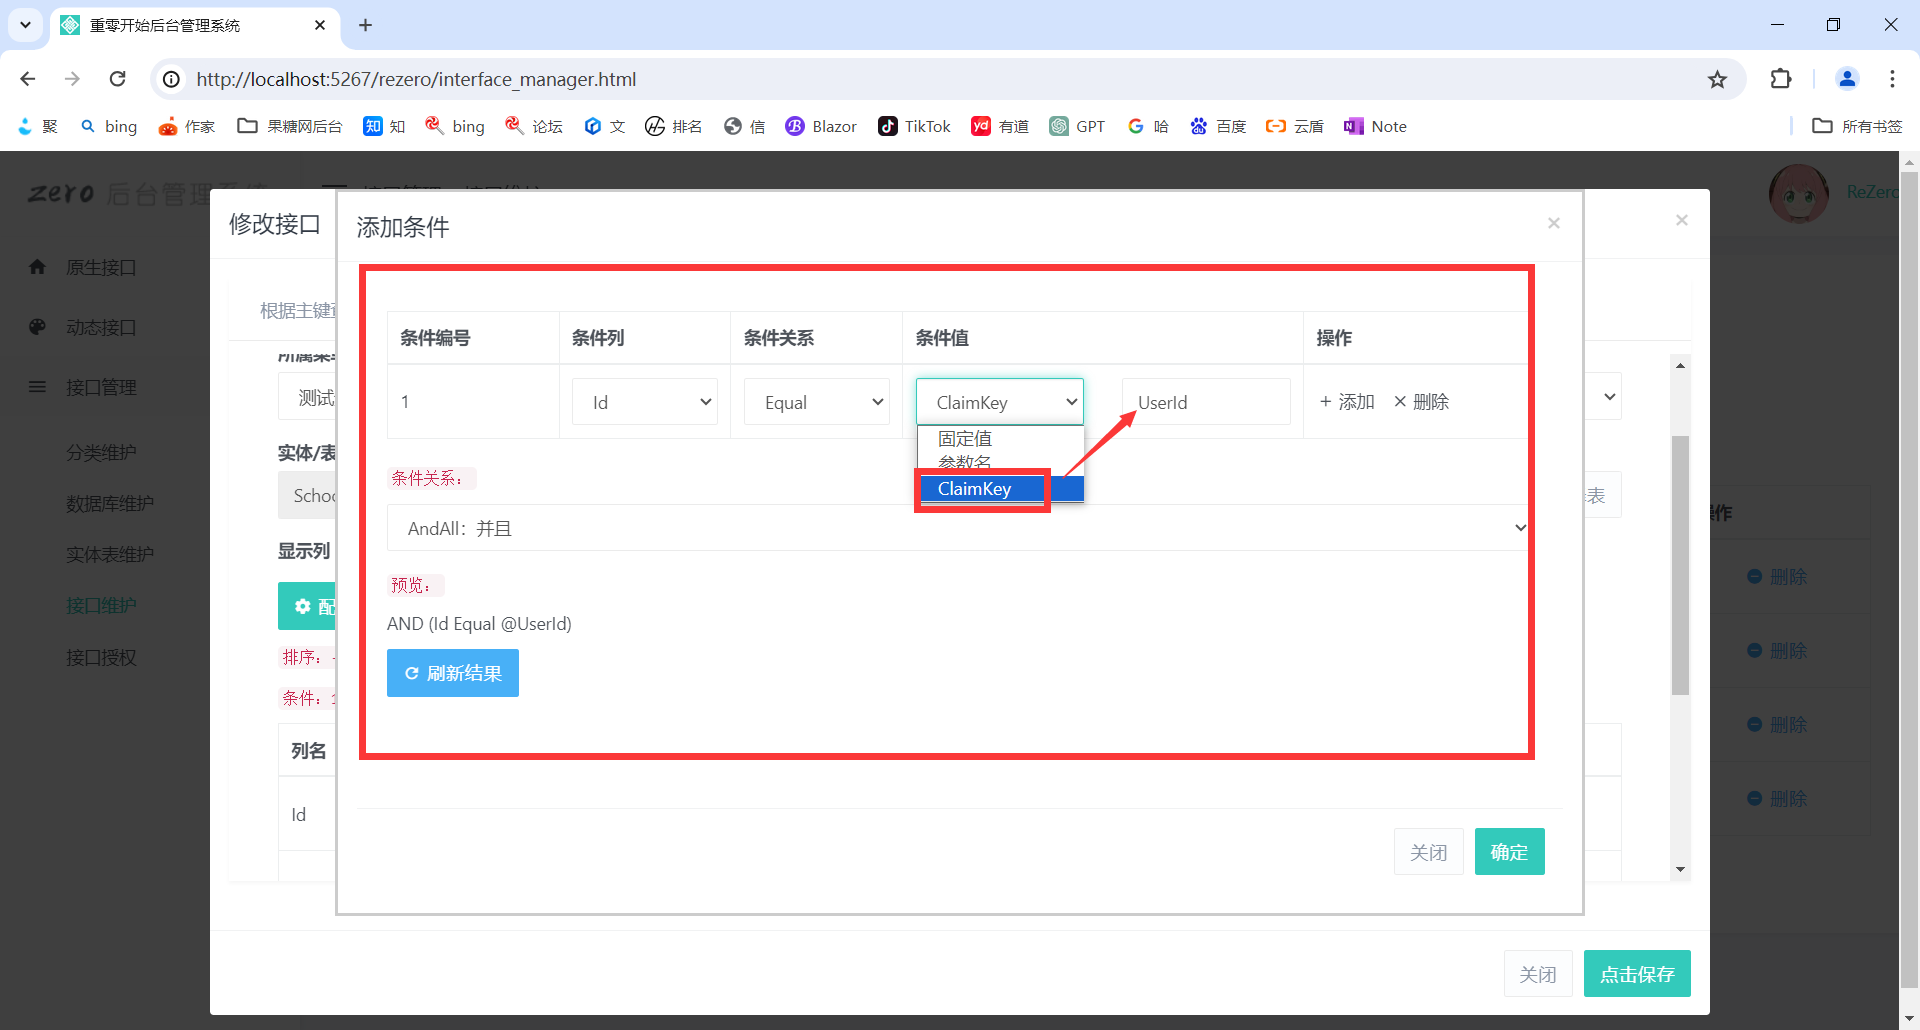 重零开始后台管理系统
http://localhost:5267/rezero/interface_manager.html
聚 bing 作家 果糖网后台 知 知 bing 论坛 文 排名 信 Blazor TikTok yd 有道 GPT 哈 百度 云盾 Note 所有书签
zero 后台管理系统
ReZero
原生接口
动态接口
接口管理
分类维护
数据库维护
实体表维护
接口维护
接口授权
修改接口
根据主键
测试
实体/表
Schoo
表
显示列
配
排序：
条件：
列名
Id
操作
删除
删除
删除
删除
添加条件
条件编号 条件列 条件关系 条件值 操作
1 Id Equal ClaimKey UserId + 添加 × 删除
固定值
参数名
ClaimKey
条件关系：
AndAll：并且
预览：
AND (Id Equal @UserId)
刷新结果
关闭 确定
关闭 点击保存